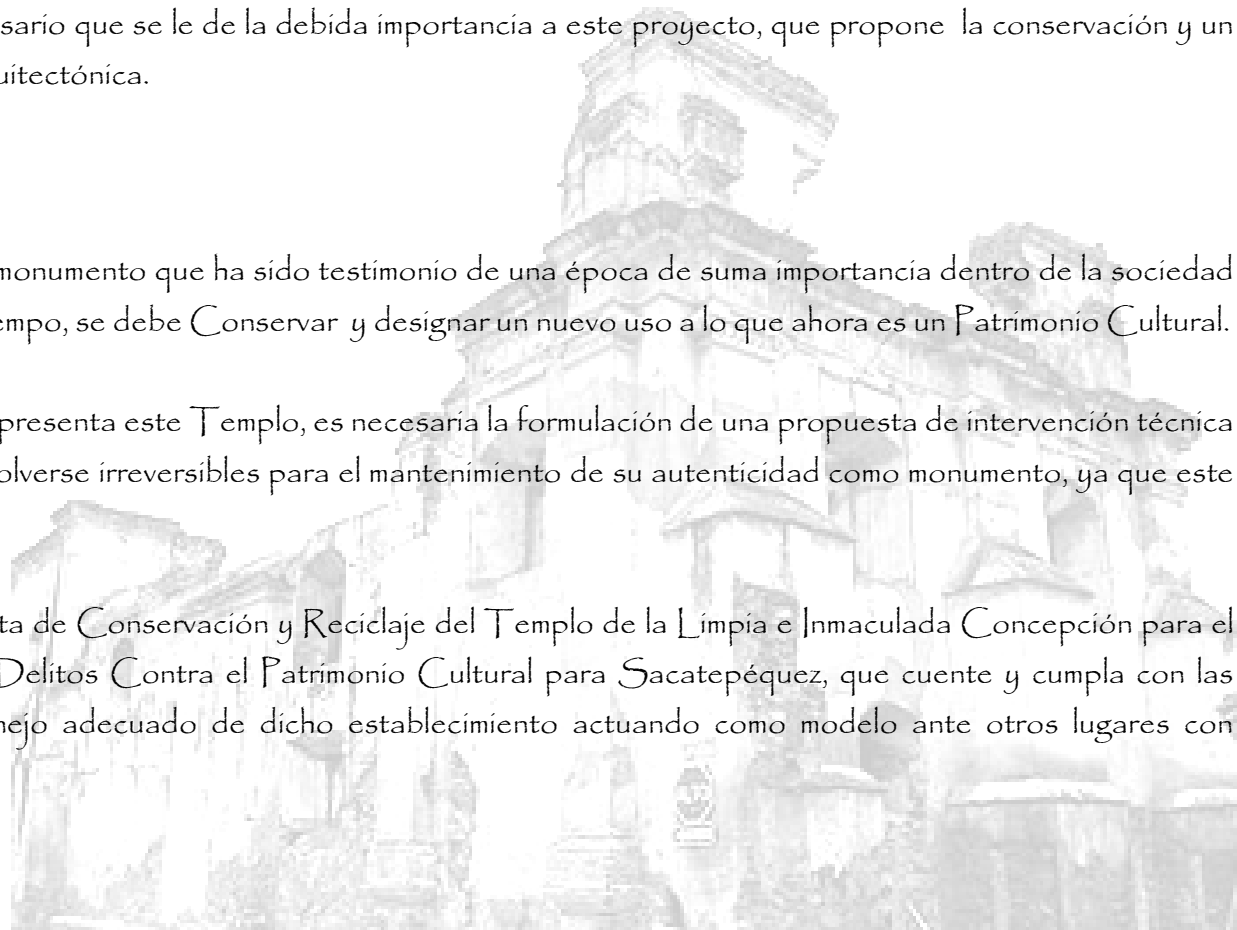 sario que se le de la debida importancia a este proyecto, que propone la conservación y un
uitectónica.
monumento que ha sido testimonio de una época de suma importancia dentro de la sociedad
empo, se debe Conservar y designar un nuevo uso a lo que ahora es un Patrimonio Cultural.
presenta este Templo, es necesaria la formulación de una propuesta de intervención técnica
olverse irreversibles para el mantenimiento de su autenticidad como monumento, ya que este
ta de Conservación y Reciclaje del Templo de la Limpia e Inmaculada Concepción para el
Delitos Contra el Patrimonio Cultural para Sacatepéquez, que cuente y cumpla con las
nejo adecuado de dicho establecimiento actuando como modelo ante otros lugares con